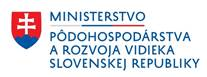 MINISTERSTVO
PÔDOHOSPODÁRSTVA
A ROZVOJA VIDIEKA
SLOVENSKEJ REPUBLIKY